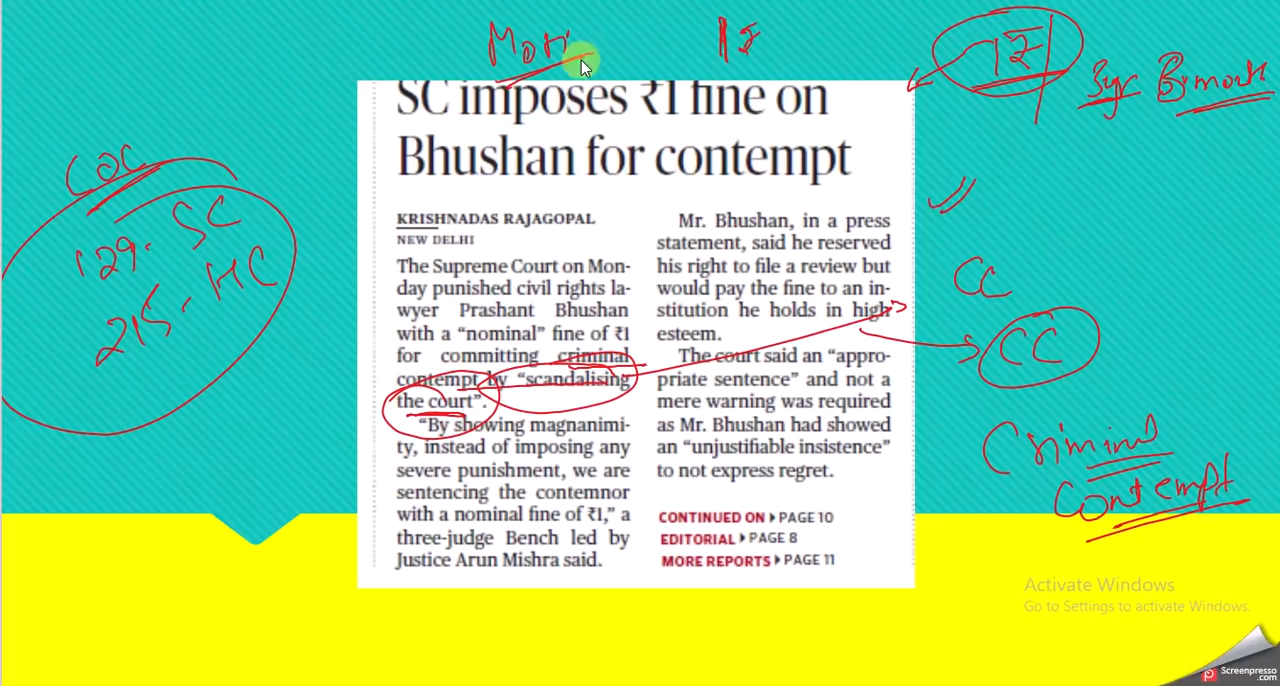 1₹
1₹
3yr
COC
129- SC
215- HC
SC imposes ₹1 fine on
Bhushan for contempt
KRISHNADAS RAJAGOPAL
NEW DELHI
The Supreme Court on Mon-
day punished civil rights la-
wyer Prashant Bhushan
with a “nominal” fine of ₹1
for committing criminal
contempt by “scandalising
the court”.
“By showing magnanimi-
ty, instead of imposing any
severe punishment, we are
sentencing the contemnor
with a nominal fine of ₹1,” a
three-judge Bench led by
Justice Arun Mishra said.
Mr. Bhushan, in a press
statement, said he reserved
his right to file a review but
would pay the fine to an in-
stitution he holds in high
esteem.
The court said an “appro-
priate sentence” and not a
mere warning was required
as Mr. Bhushan had showed
an “unjustifiable insistence”
to not express regret.
CONTINUED ON PAGE 10
EDITORIAL PAGE 8
MORE REPORTS PAGE 11
CC
CC
Criminal
Contempt
Activate Windows
Go to Settings to activate Windows.
Screenpresso
.com